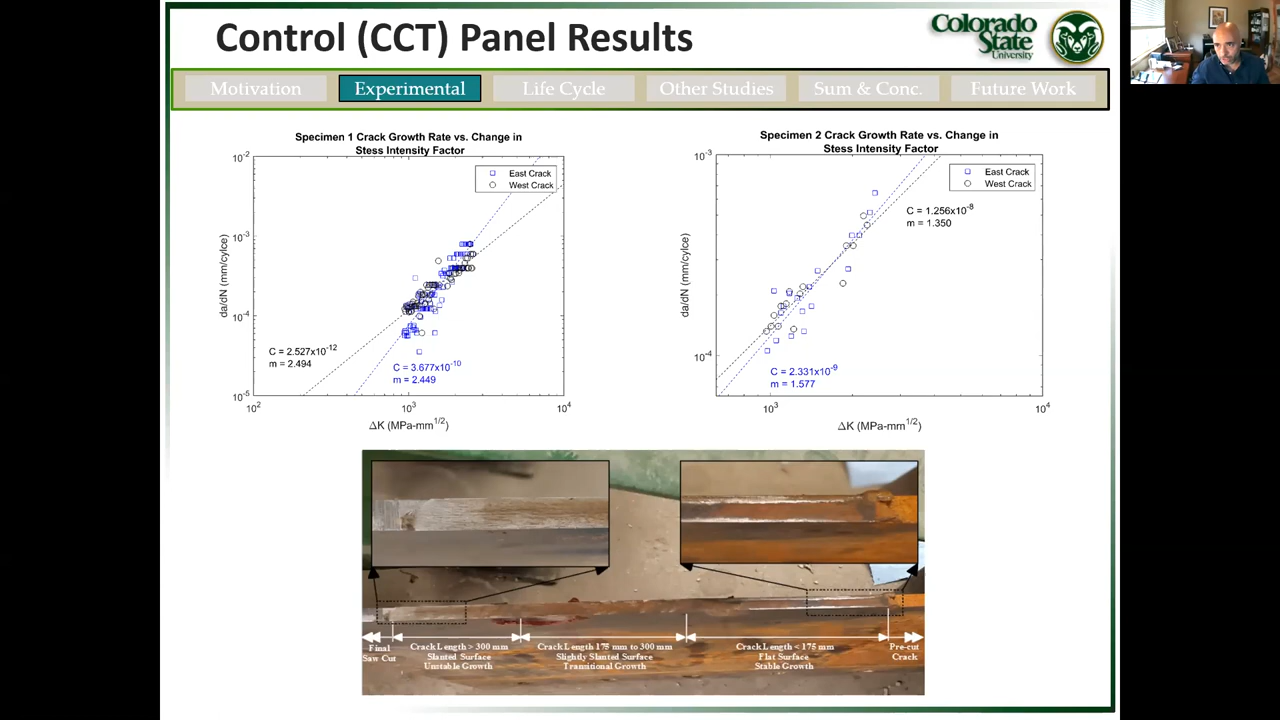 Control (CCT) Panel Results
Colorado
State
University
Motivation
Experimental
Life Cycle
Other Studies
Sum & Conc.
Future Work
Specimen 1 Crack Growth Rate vs. Change in
Stess Intensity Factor
East Crack
West Crack
10⁻²
10⁻³
10⁻⁴
10⁻⁵
da/dN (mm/cylce)
C = 2.527x10⁻¹²
m = 2.494
C = 3.677x10⁻¹⁰
m = 2.449
10²
10³
10⁴
ΔK (MPa-mm¹/²)
Specimen 2 Crack Growth Rate vs. Change in
Stess Intensity Factor
East Crack
West Crack
10⁻³
10⁻⁴
da/dN (mm/cylce)
C = 1.256x10⁻⁸
m = 1.350
C = 2.331x10⁻⁹
m = 1.577
10³
10⁴
ΔK (MPa-mm¹/²)
Final
Saw Cut
Crack Length > 300 mm
Slanted Surface
Unstable Growth
Crack Length 175 mm to 300 mm
Slightly Slanted Surface
Transitional Growth
Crack Length < 175 mm
Flat Surface
Stable Growth
Pre-cut
Crack